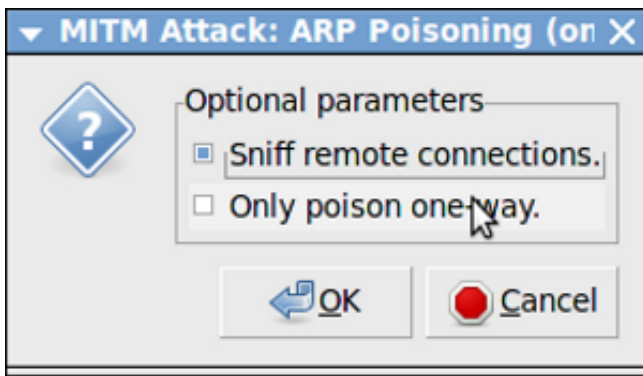 MITM Attack: ARP Poisoning (on
Optional parameters
Sniff remote connections.
Only poison one-way.
OK
Cancel